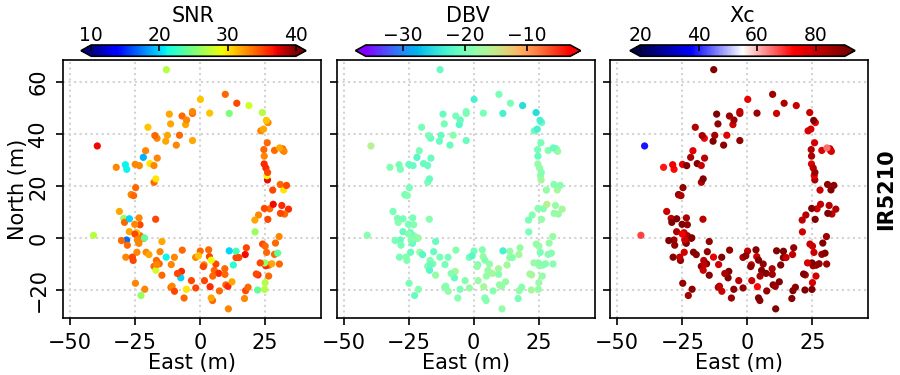 SNR DBV Xc
10 20 30 40 −30 −20 −10 20 40 60 80
60
40
20
0
−20
North (m)
IR5210
−50 −25 0 25 −50 −25 0 25 −50 −25 0 25
East (m) East (m) East (m)